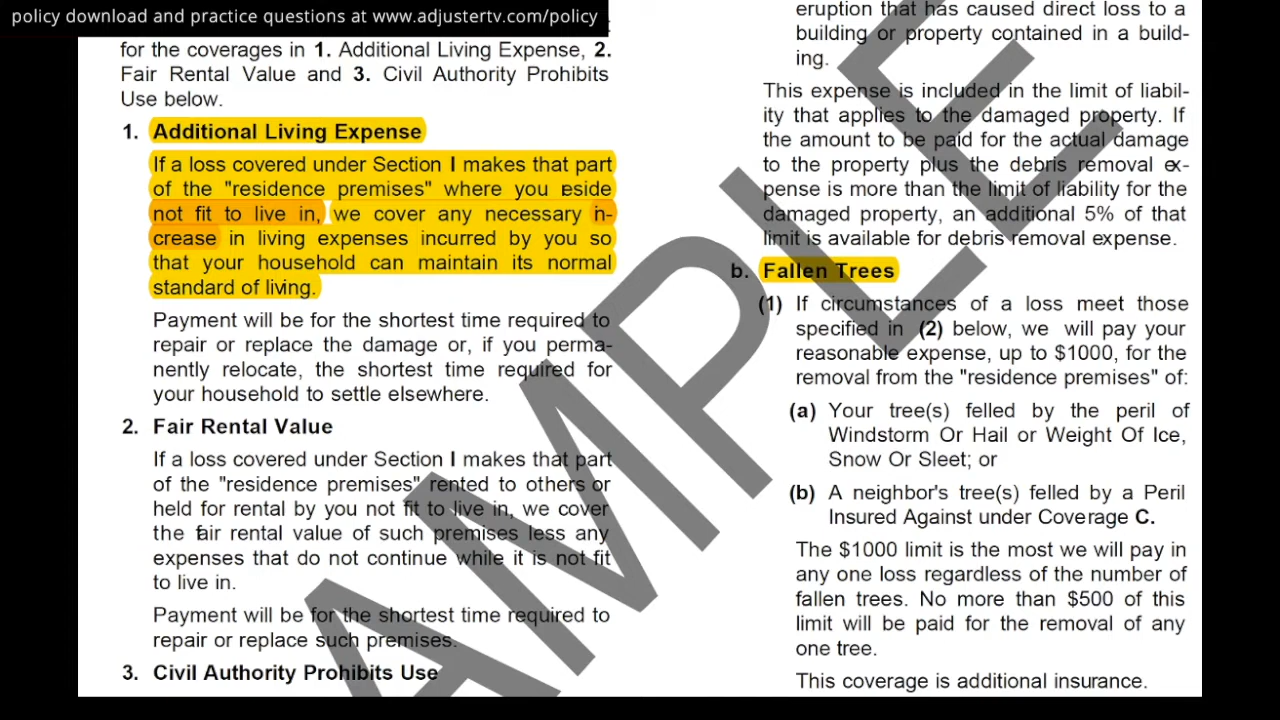 policy download and practice questions at www.adjustertv.com/policy
for the coverages in 1. Additional Living Expense, 2.
Fair Rental Value and 3. Civil Authority Prohibits
Use below.
1. Additional Living Expense
If a loss covered under Section I makes that part
of the "residence premises" where you eside
not fit to live in, we cover any necessary n-
crease in living expenses incurred by you so
that your household can maintain its normal
standard of living.
Payment will be for the shortest time required to
repair or replace the damage or, if you perma-
nently relocate, the shortest time required for
your household to settle elsewhere.
2. Fair Rental Value
If a loss covered under Section I makes that part
of the "residence premises" rented to others or
held for rental by you not fit to live in, we cover
the fair rental value of such premises less any
expenses that do not continue while it is not fit
to live in.
Payment will be for the shortest time required to
repair or replace such premises.
3. Civil Authority Prohibits Use
eruption that has caused direct loss to a
building or property contained in a build-
ing.
This expense is included in the limit of liabil-
ity that applies to the damaged property. If
the amount to be paid for the actual damage
to the property plus the debris removal ex-
pense is more than the limit of liability for the
damaged property, an additional 5% of that
limit is available for debris removal expense.
b. Fallen Trees
(1) If circumstances of a loss meet those
specified in (2) below, we will pay your
reasonable expense, up to $1000, for the
removal from the "residence premises" of:
(a) Your tree(s) felled by the peril of
Windstorm Or Hail or Weight Of Ice,
Snow Or Sleet; or
(b) A neighbor's tree(s) felled by a Peril
Insured Against under Coverage C.
The $1000 limit is the most we will pay in
any one loss regardless of the number of
fallen trees. No more than $500 of this
limit will be paid for the removal of any
one tree.
This coverage is additional insurance.
AMPLE